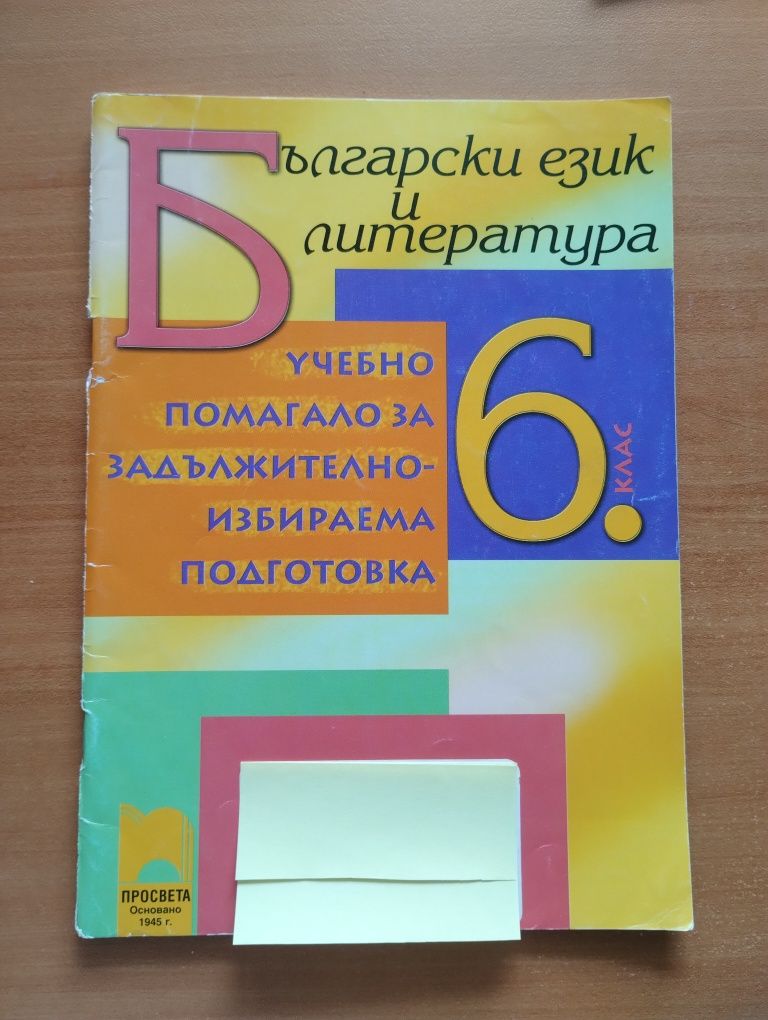 Български език
и
литература
УЧЕБНО
ПОМАГАЛО ЗА
ЗАДЪЛЖИТЕЛНО-
ИЗБИРАЕМА
ПОДГОТОВКА
6.
КЛАС
ПРОСВЕТА
Основано
1945 г.